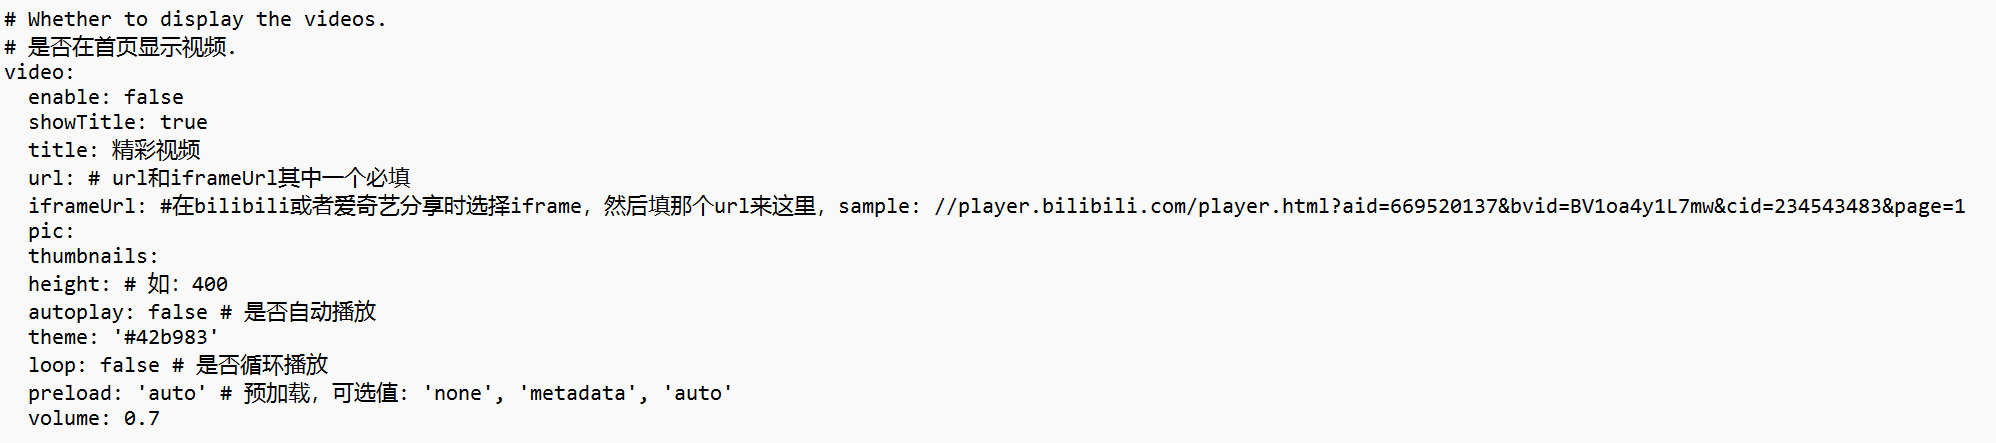 # Whether to display the videos.
# 是否在首页显示视频.
video:
  enable: false
  showTitle: true
  title: 精彩视频
  url: # url和iframeUrl其中一个必填
  iframeUrl: #在bilibili或者爱奇艺分享时选择iframe，然后填那个url来这里，sample: //player.bilibili.com/player.html?aid=669520137&bvid=BV1oa4y1L7mw&cid=234543483&page=1
  pic:
  thumbnails:
  height: # 如：400
  autoplay: false # 是否自动播放
  theme: '#42b983'
  loop: false # 是否循环播放
  preload: 'auto' # 预加载，可选值: 'none', 'metadata', 'auto'
  volume: 0.7